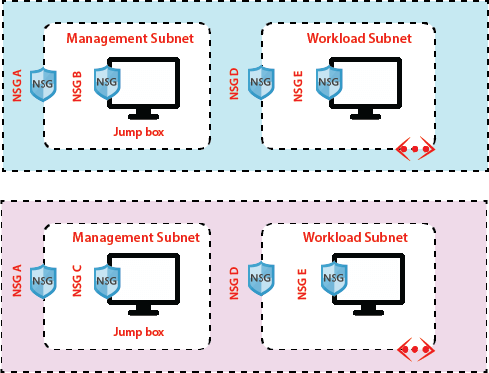 Management Subnet
Workload Subnet
NSG A
NSG
NSG B
NSG
NSG D
NSG
NSG E
NSG
Jump box
Management Subnet
Workload Subnet
NSG A
NSG
NSG C
NSG
NSG D
NSG
NSG E
NSG
Jump box